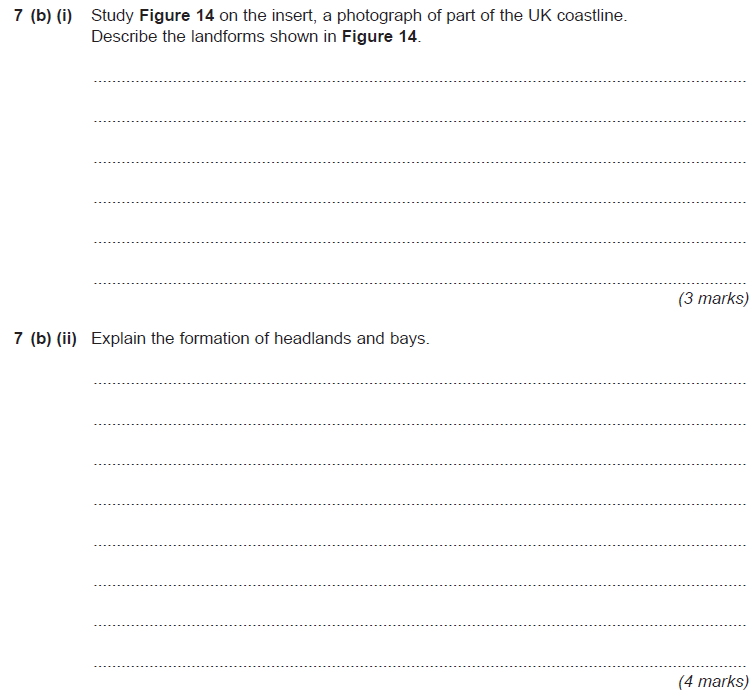 7 (b) (i) Study Figure 14 on the insert, a photograph of part of the UK coastline.
Describe the landforms shown in Figure 14.
(3 marks)
7 (b) (ii) Explain the formation of headlands and bays.
(4 marks)